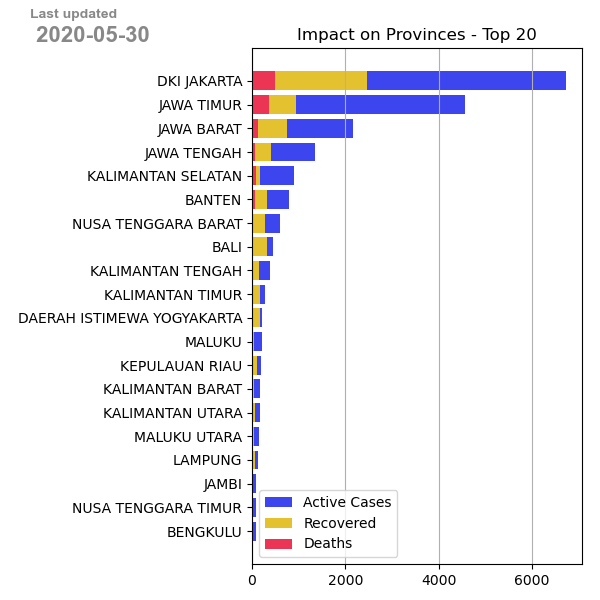 Last updated
2020-05-30
Impact on Provinces - Top 20
DKI JAKARTA
JAWA TIMUR
JAWA BARAT
JAWA TENGAH
KALIMANTAN SELATAN
BANTEN
NUSA TENGGARA BARAT
BALI
KALIMANTAN TENGAH
KALIMANTAN TIMUR
DAERAH ISTIMEWA YOGYAKARTA
MALUKU
KEPULAUAN RIAU
KALIMANTAN BARAT
KALIMANTAN UTARA
MALUKU UTARA
LAMPUNG
JAMBI
NUSA TENGGARA TIMUR
BENGKULU
Active Cases
Recovered
Deaths
0 2000 4000 6000